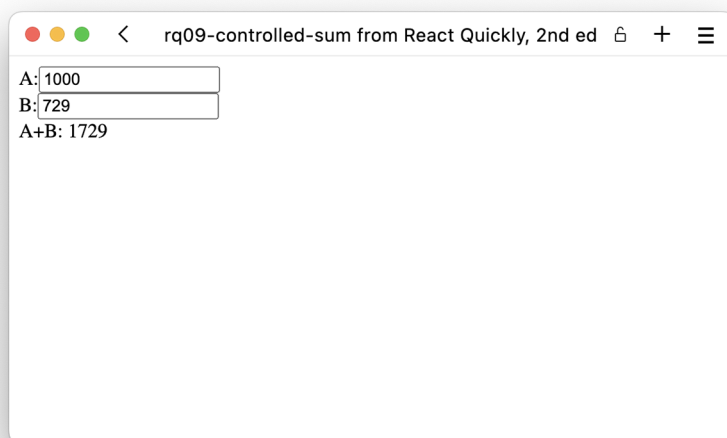 rq09-controlled-sum from React Quickly, 2nd ed
A: 1000
B: 729
A+B: 1729